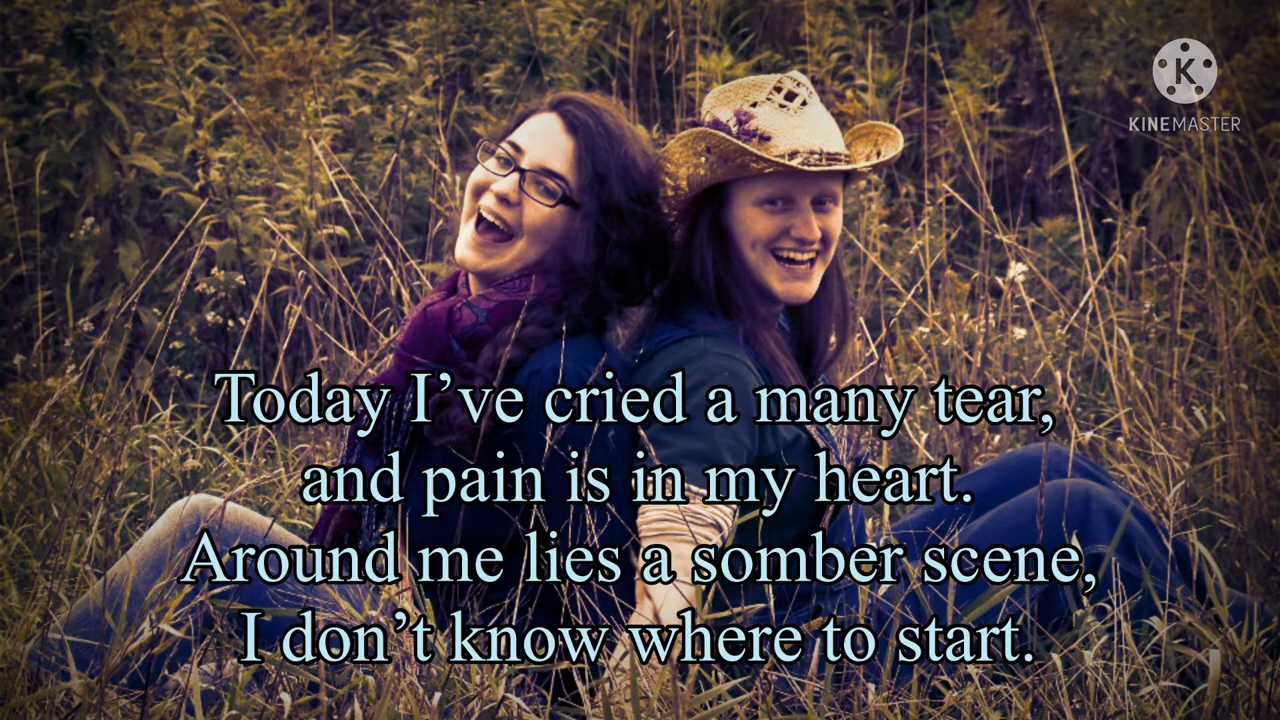 K
KINEMASTER
Today I’ve cried a many tear,
and pain is in my heart.
Around me lies a somber scene,
I don’t know where to start.